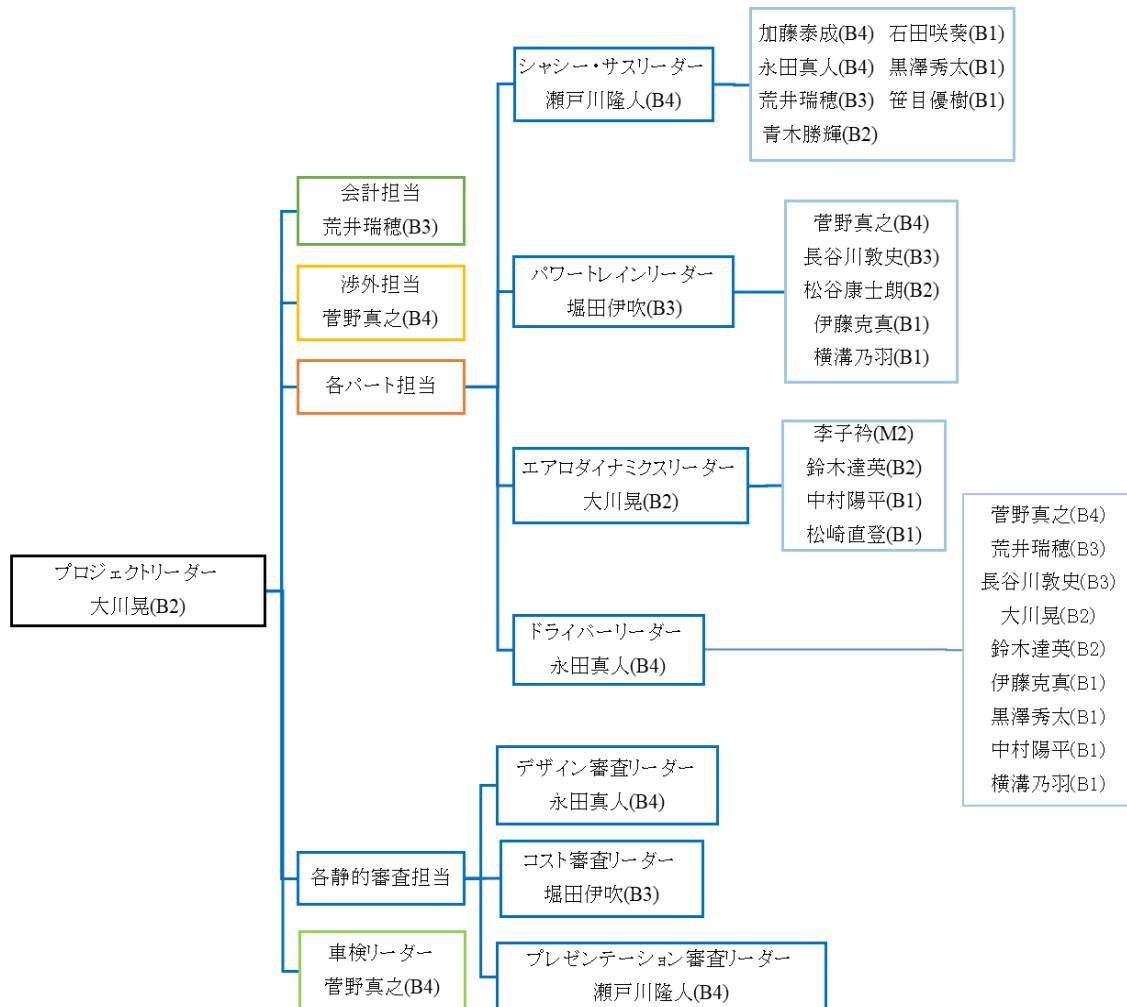 プロジェクトリーダー
大川晃(B2)
会計担当
荒井瑞穂(B3)
渉外担当
菅野真之(B4)
各パート担当
シャシー・サスリーダー
瀬戸川隆人(B4)
加藤泰成(B4) 石田咲葵(B1)
永田真人(B4) 黒澤秀太(B1)
荒井瑞穂(B3) 笹目優樹(B1)
青木勝輝(B2)
パワートレインリーダー
堀田伊吹(B3)
菅野真之(B4)
長谷川敦史(B3)
松谷康士朗(B2)
伊藤克真(B1)
横溝乃羽(B1)
エアロダイナミクスリーダー
大川晃(B2)
李子衿(M2)
鈴木達英(B2)
中村陽平(B1)
松崎直登(B1)
ドライバーリーダー
永田真人(B4)
菅野真之(B4)
荒井瑞穂(B3)
長谷川敦史(B3)
大川晃(B2)
鈴木達英(B2)
伊藤克真(B1)
黒澤秀太(B1)
中村陽平(B1)
横溝乃羽(B1)
各静的審査担当
デザイン審査リーダー
永田真人(B4)
コスト審査リーダー
堀田伊吹(B3)
プレゼンテーション審査リーダー
瀬戸川隆人(B4)
車検リーダー
菅野真之(B4)